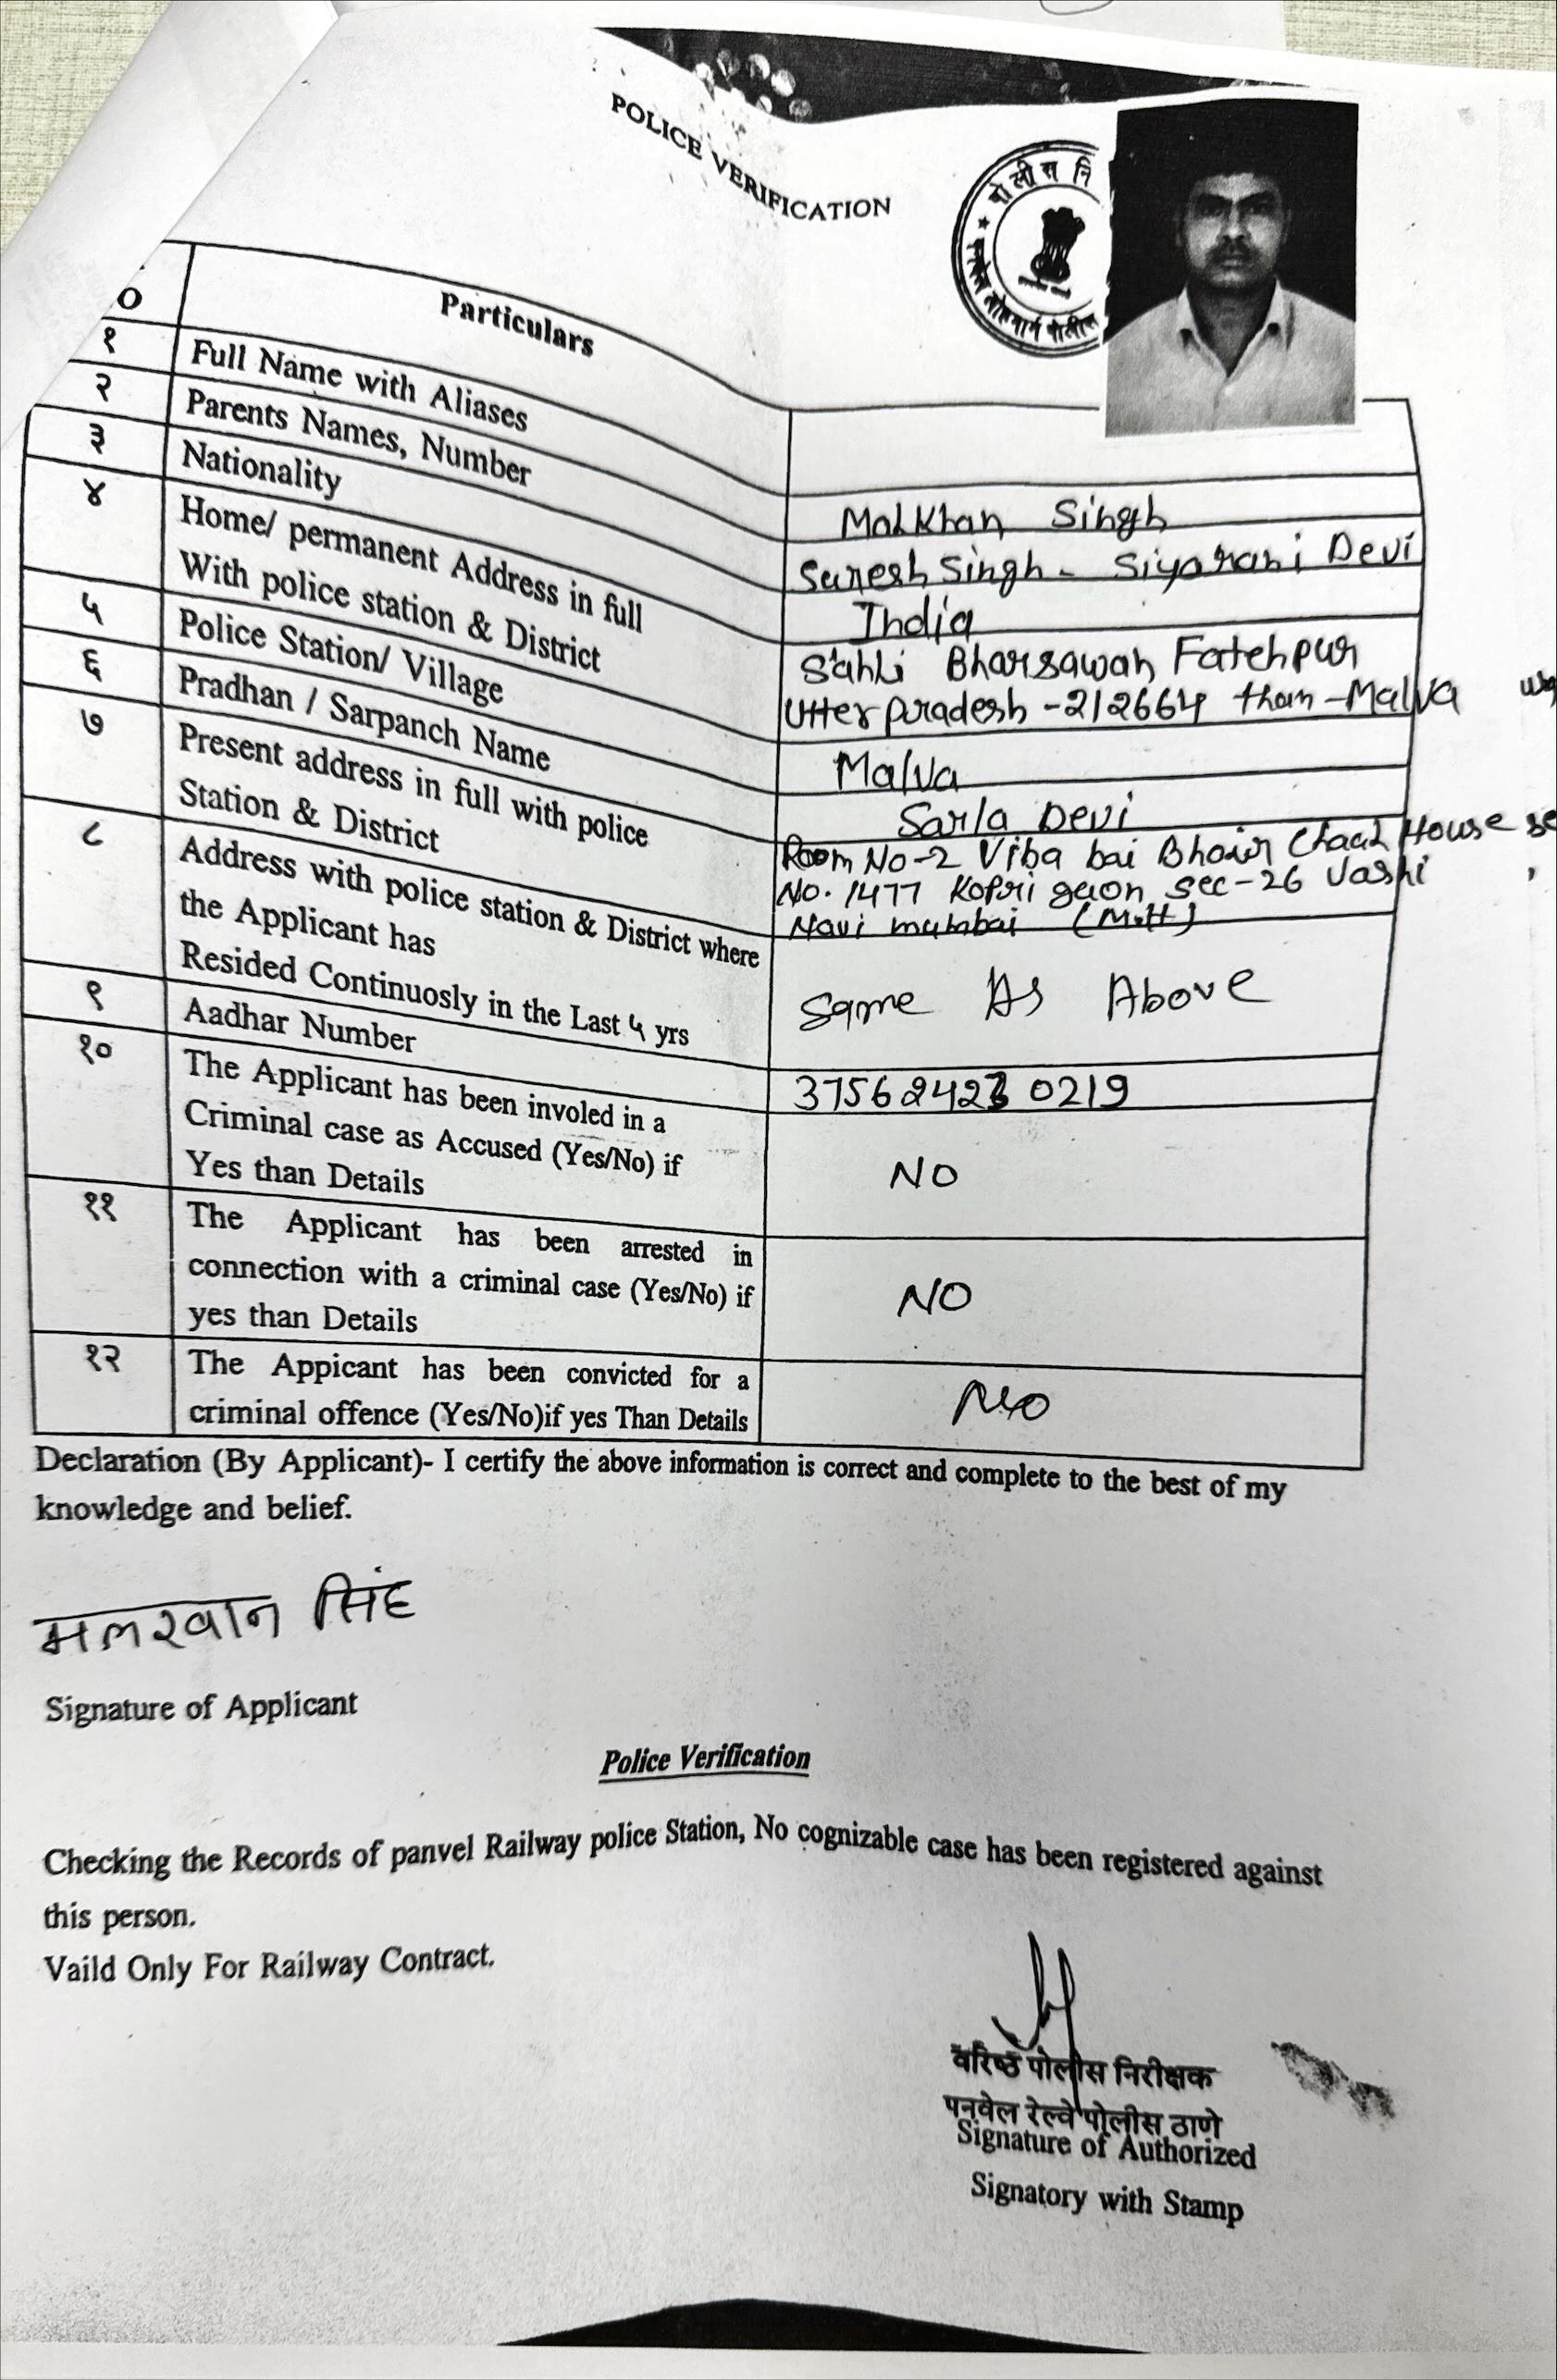 POLICE VERIFICATION
पोलीस नि
लोहमार्ग पोलीस
O Particulars
१ Full Name with Aliases Malkhan Singh
२ Parents Names, Number Suresh Singh - Siyarani Devi
३ Nationality India
४ Home/ permanent Address in full Sahli Bharsawan Fatehpur
With police station & District Utter pradesh - 212664 than - Malva
५ Police Station/ Village Malva
६ Pradhan / Sarpanch Name Sarla Devi
७ Present address in full with police Room No-2 Viba bai Bhoir Chaal House
Station & District No. 1477 Kopri gaon sec-26 Vashi
Navi mumbai (M.H)
८ Address with police station & District where
the Applicant has Same As Above
Resided Continuosly in the Last ५ yrs
९ Aadhar Number 3756 242 0219
१० The Applicant has been involed in a
Criminal case as Accused (Yes/No) if NO
Yes than Details
११ The Applicant has been arrested in
connection with a criminal case (Yes/No) if NO
yes than Details
१२ The Appicant has been convicted for a NO
criminal offence (Yes/No)if yes Than Details
Declaration (By Applicant)- I certify the above information is correct and complete to the best of my
knowledge and belief.
मलखान सिंह
Signature of Applicant
Police Verification
Checking the Records of panvel Railway police Station, No cognizable case has been registered against
this person.
Vaild Only For Railway Contract.
वरिष्ठ पोलीस निरीक्षक
पनवेल रेल्वे पोलीस ठाणे
Signature of Authorized
Signatory with Stamp